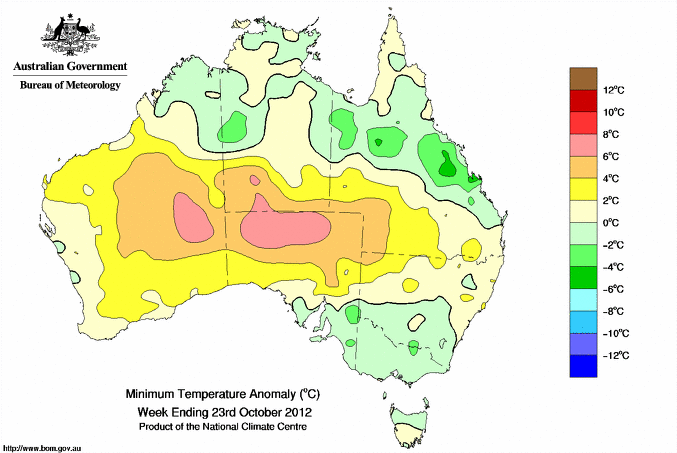 Australian Government
Bureau of Meteorology
12°C
10°C
8°C
6°C
4°C
2°C
0°C
-2°C
-4°C
-6°C
-8°C
-10°C
-12°C
Minimum Temperature Anomaly (°C)
Week Ending 23rd October 2012
Product of the National Climate Centre
http://www.bom.gov.au